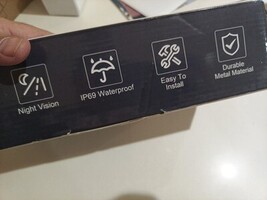 Night Vision
IP69 Waterproof
Easy To
Install
Durable
Metal Material